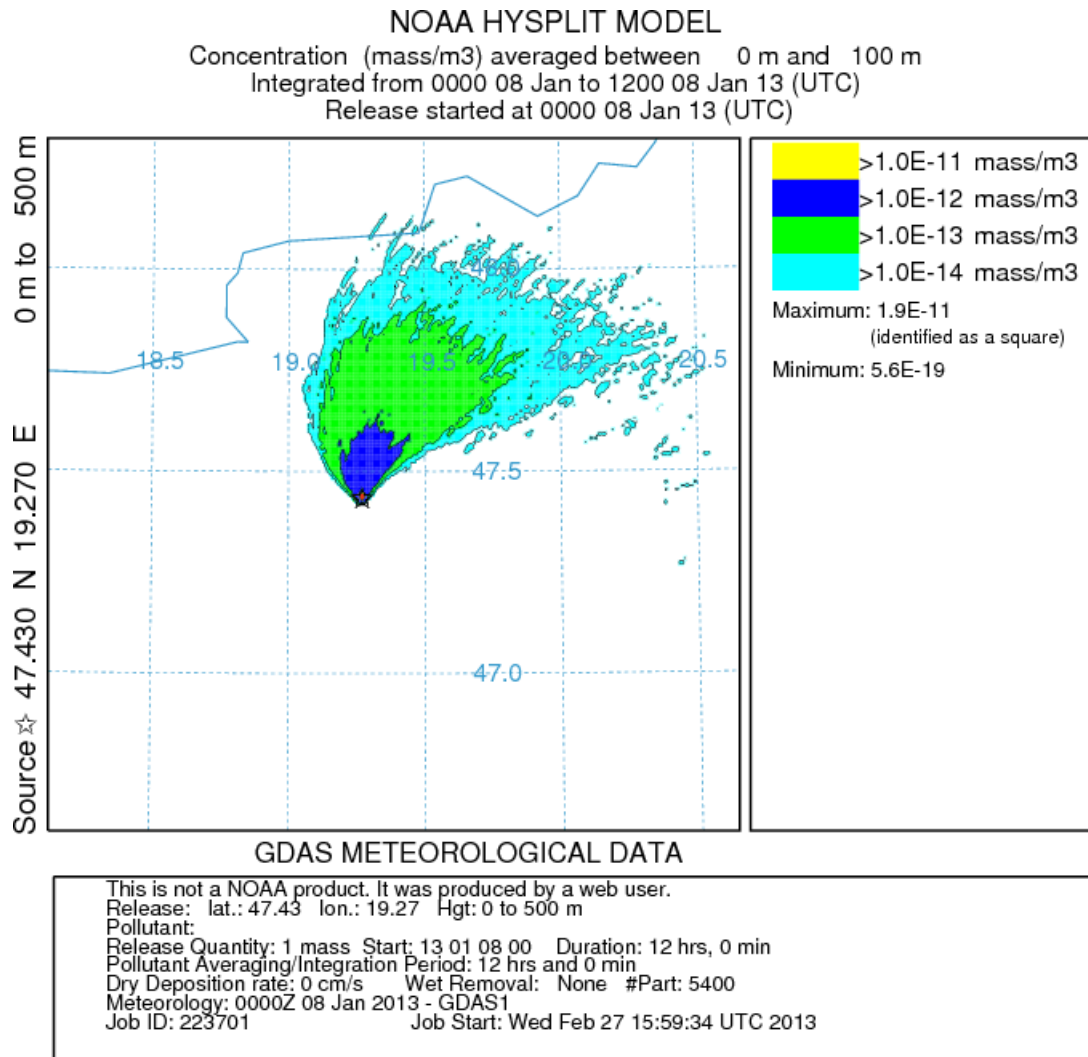 NOAA HYSPLIT MODEL
Concentration (mass/m3) averaged between 0 m and 100 m
Integrated from 0000 08 Jan to 1200 08 Jan 13 (UTC)
Release started at 0000 08 Jan 13 (UTC)
Source ☆ 47.430 N 19.270 E 0 m to 500 m
48.0
18.5 19.0 19.5 20.0 20.5
47.5
47.0
>1.0E-11 mass/m3
>1.0E-12 mass/m3
>1.0E-13 mass/m3
>1.0E-14 mass/m3
Maximum: 1.9E-11
(identified as a square)
Minimum: 5.6E-19
GDAS METEOROLOGICAL DATA
This is not a NOAA product. It was produced by a web user.
Release: lat.: 47.43 lon.: 19.27 Hgt: 0 to 500 m
Pollutant:
Release Quantity: 1 mass Start: 13 01 08 00 Duration: 12 hrs, 0 min
Pollutant Averaging/Integration Period: 12 hrs and 0 min
Dry Deposition rate: 0 cm/s Wet Removal: None #Part: 5400
Meteorology: 0000Z 08 Jan 2013 - GDAS1
Job ID: 223701 Job Start: Wed Feb 27 15:59:34 UTC 2013